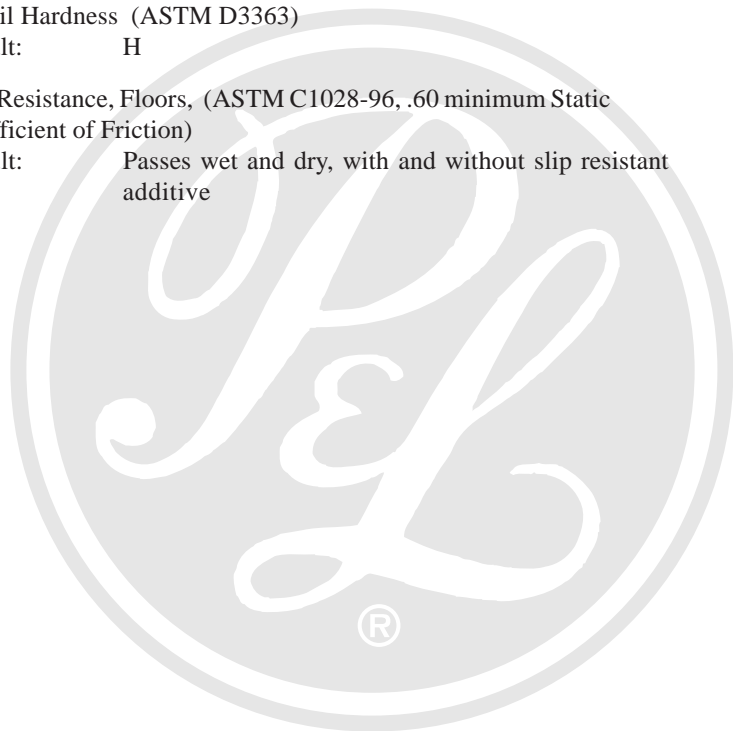 il Hardness (ASTM D3363)
lt: H
Resistance, Floors, (ASTM C1028-96, .60 minimum Static
fficient of Friction)
lt: Passes wet and dry, with and without slip resistant
additive
P&L
®